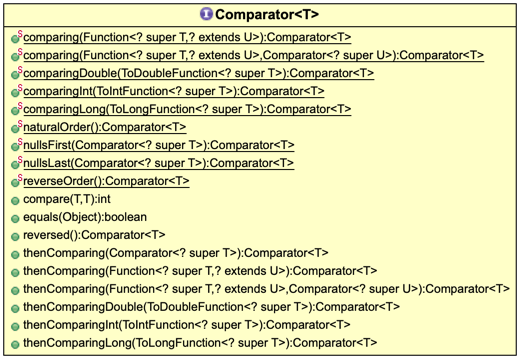 I Comparator<T>
S comparing(Function<? super T,? extends U>):Comparator<T>
S comparing(Function<? super T,? extends U>,Comparator<? super U>):Comparator<T>
S comparingDouble(ToDoubleFunction<? super T>):Comparator<T>
S comparingInt(ToIntFunction<? super T>):Comparator<T>
S comparingLong(ToLongFunction<? super T>):Comparator<T>
S naturalOrder():Comparator<T>
S nullsFirst(Comparator<? super T>):Comparator<T>
S nullsLast(Comparator<? super T>):Comparator<T>
S reverseOrder():Comparator<T>
compare(T,T):int
equals(Object):boolean
reversed():Comparator<T>
thenComparing(Comparator<? super T>):Comparator<T>
thenComparing(Function<? super T,? extends U>):Comparator<T>
thenComparing(Function<? super T,? extends U>,Comparator<? super U>):Comparator<T>
thenComparingDouble(ToDoubleFunction<? super T>):Comparator<T>
thenComparingInt(ToIntFunction<? super T>):Comparator<T>
thenComparingLong(ToLongFunction<? super T>):Comparator<T>